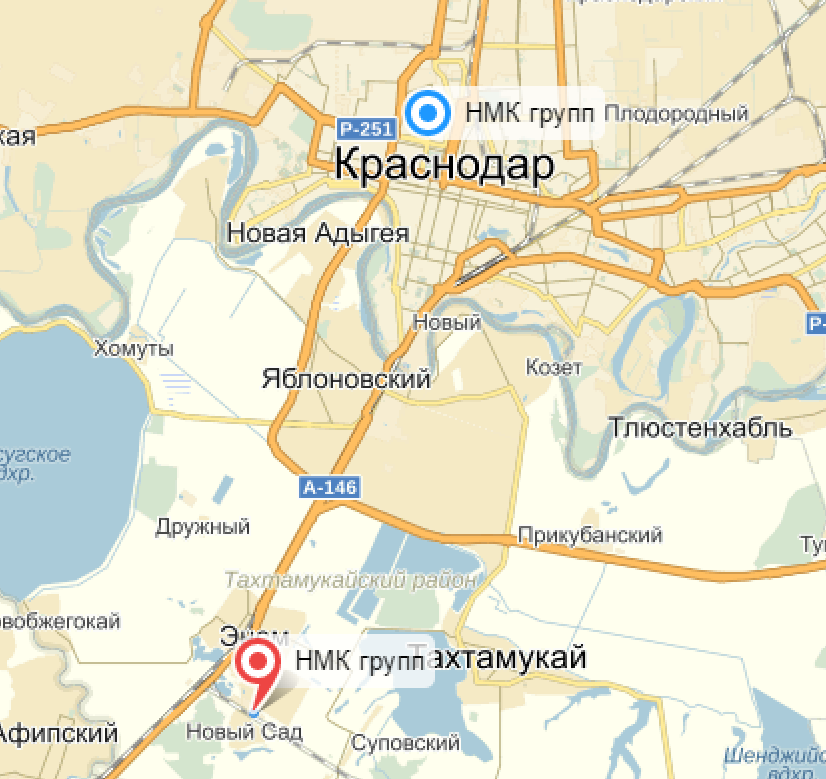 НМК групп
Плодородный
Р-251
Краснодар
Новая Адыгея
Новый
Хомуты
Козет
Яблоновский
Тлюстенхабль
А-146
Дружный
Прикубанский
Тахтамукайский район
Энем
НМК групп
Тахтамукай
Новый Сад
Афипский
Суповский